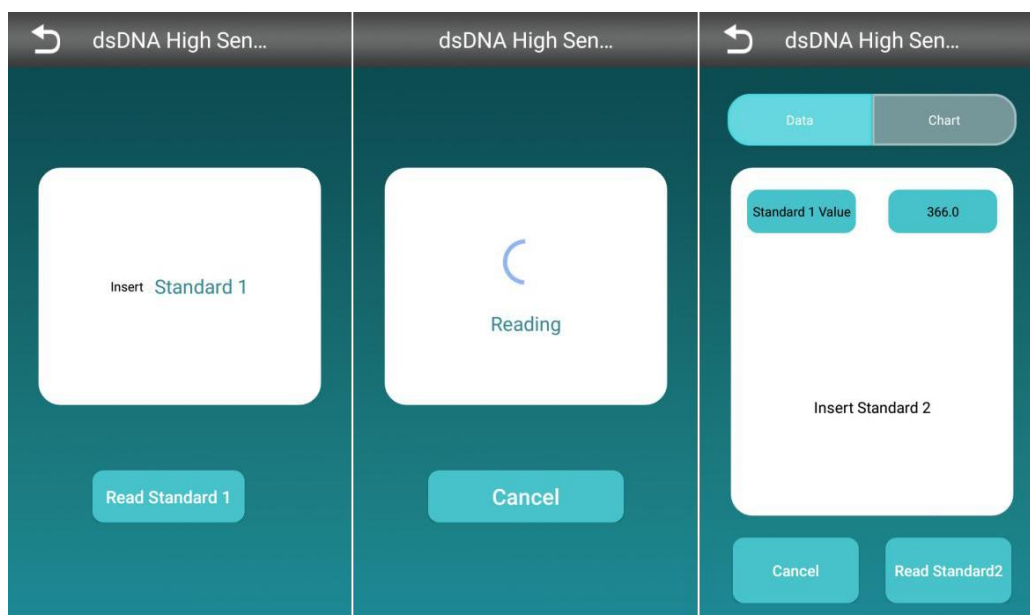 dsDNA High Sen...
Insert Standard 1
Read Standard 1
dsDNA High Sen...
Reading
Cancel
dsDNA High Sen...
Data Chart
Standard 1 Value 366.0
Insert Standard 2
Cancel Read Standard2